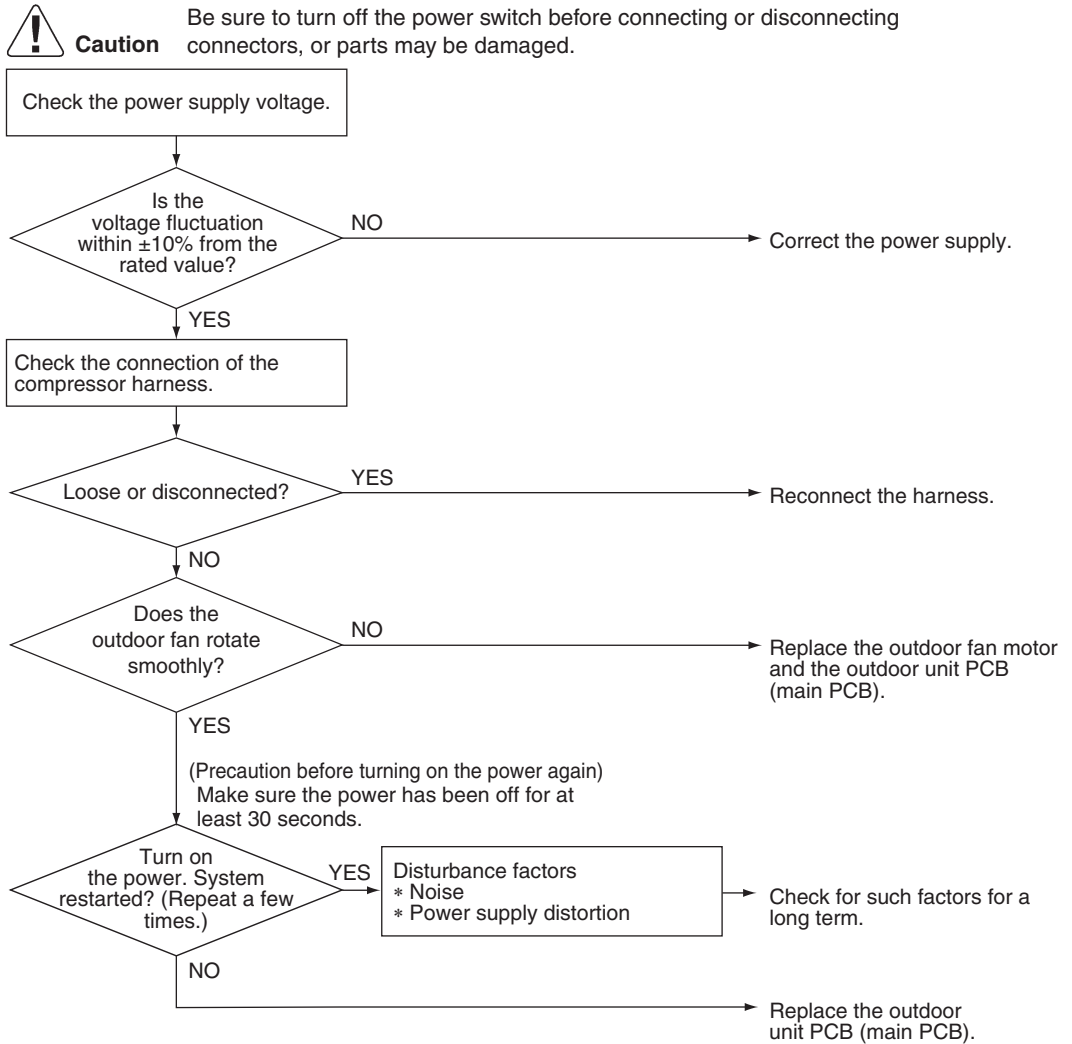 Be sure to turn off the power switch before connecting or disconnecting
Caution connectors, or parts may be damaged.
Check the power supply voltage.
Is the
voltage fluctuation
within ±10% from the
rated value?
NO
Correct the power supply.
YES
Check the connection of the
compressor harness.
Loose or disconnected?
YES
Reconnect the harness.
NO
Does the
outdoor fan rotate
smoothly?
NO
Replace the outdoor fan motor
and the outdoor unit PCB
(main PCB).
YES
(Precaution before turning on the power again)
Make sure the power has been off for at
least 30 seconds.
Turn on
the power. System
restarted? (Repeat a few
times.)
YES
Disturbance factors
∗ Noise
∗ Power supply distortion
Check for such factors for a
long term.
NO
Replace the outdoor
unit PCB (main PCB).